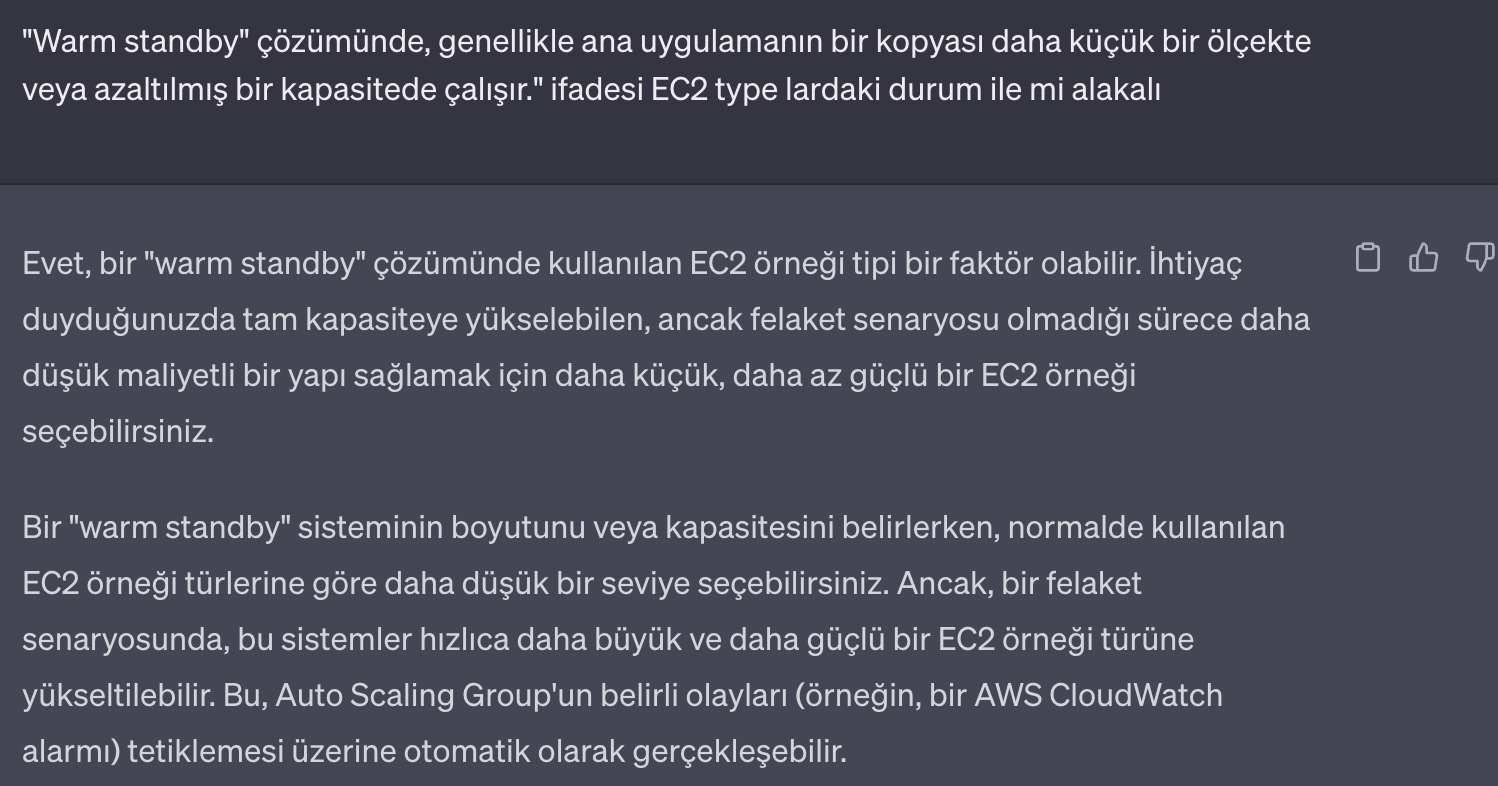 "Warm standby" çözümünde, genellikle ana uygulamanın bir kopyası daha küçük bir ölçekte
veya azaltılmış bir kapasitede çalışır." ifadesi EC2 type lardaki durum ile mi alakalı
Evet, bir "warm standby" çözümünde kullanılan EC2 örneği tipi bir faktör olabilir. İhtiyaç
duyduğunuzda tam kapasiteye yükselebilen, ancak felaket senaryosu olmadığı sürece daha
düşük maliyetli bir yapı sağlamak için daha küçük, daha az güçlü bir EC2 örneği
seçebilirsiniz.
Bir "warm standby" sisteminin boyutunu veya kapasitesini belirlerken, normalde kullanılan
EC2 örneği türlerine göre daha düşük bir seviye seçebilirsiniz. Ancak, bir felaket
senaryosunda, bu sistemler hızlıca daha büyük ve daha güçlü bir EC2 örneği türüne
yükseltilebilir. Bu, Auto Scaling Group'un belirli olayları (örneğin, bir AWS CloudWatch
alarmı) tetiklemesi üzerine otomatik olarak gerçekleşebilir.